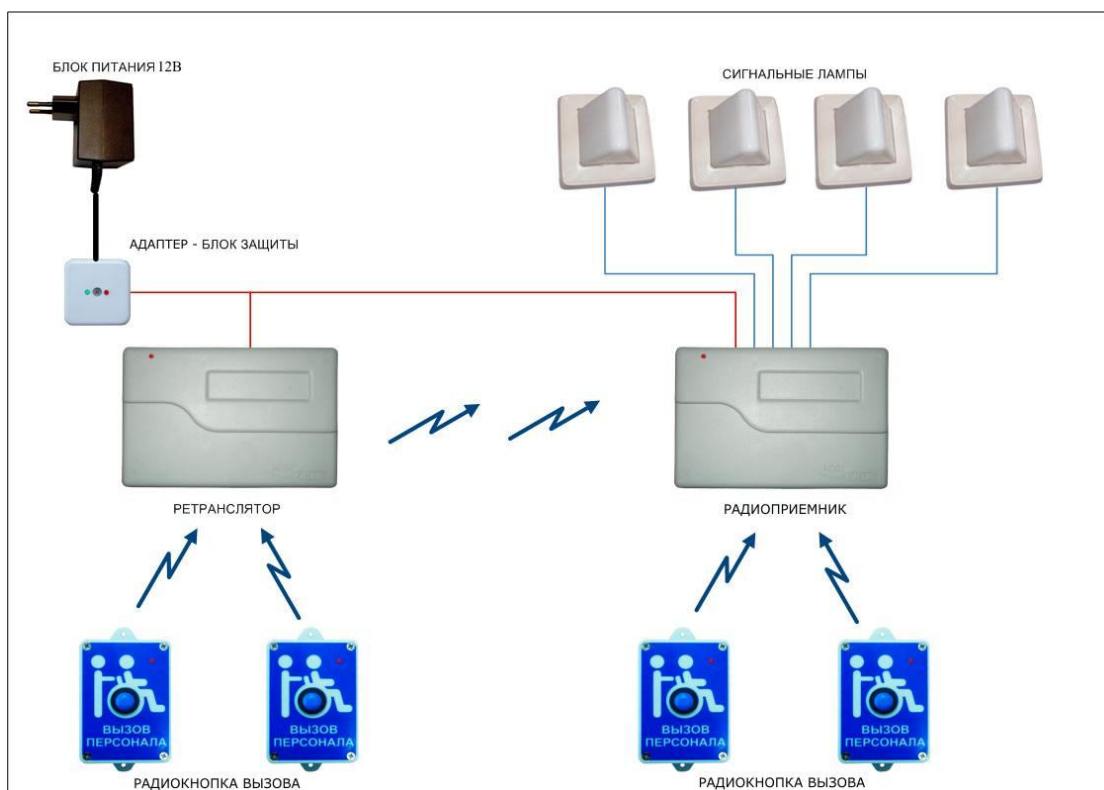 БЛОК ПИТАНИЯ 12В
СИГНАЛЬНЫЕ ЛАМПЫ
АДАПТЕР - БЛОК ЗАЩИТЫ
РЕТРАНСЛЯТОР
РАДИОПРИЕМНИК
ВЫЗОВ
ПЕРСОНАЛА
ВЫЗОВ
ПЕРСОНАЛА
ВЫЗОВ
ПЕРСОНАЛА
ВЫЗОВ
ПЕРСОНАЛА
РАДИОКНОПКА ВЫЗОВА
РАДИОКНОПКА ВЫЗОВА